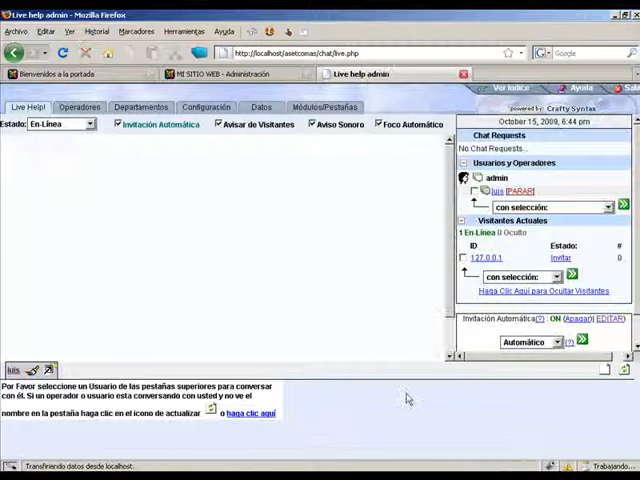 Live help admin - Mozilla Firefox
Archivo Editar Ver Historial Marcadores Herramientas Ayuda
http://localhost/asetcomas/chat/live.php
Google
Bienvenidos a la portada
MI SITIO WEB - Administración
Live help admin
Ver Indice Ayuda Sali
Live Help! Operadores Departamentos Configuración Datos Módulos/Pestañas
powered by: Crafty Syntax
Estado: En-Línea Invitación Automática Avisar de Visitantes Aviso Sonoro Foco Automático
October 15, 2009, 6:44 pm
Chat Requests
No Chat Requests...
Usuarios y Operadores
admin
luis [PARAR]
con selección:
Visitantes Actuales
1 En-Línea 0 Oculto
ID Estado: #
127.0.0.1 Invitar 0
con selección:
Haga Clic Aquí para Ocultar Visitantes
Invitación Automática(?) : ON (Apagar| EDITAR)
Automático (?)
luis
Por Favor seleccione un Usuario de las pestañas superiores para conversar
con él. Si un operador o usuario esta conversando con usted y no ve el
nombre en la pestaña haga clic en el icono de actualizar o haga clic aquí
Transfiriendo datos desde localhost.
Trabajando...